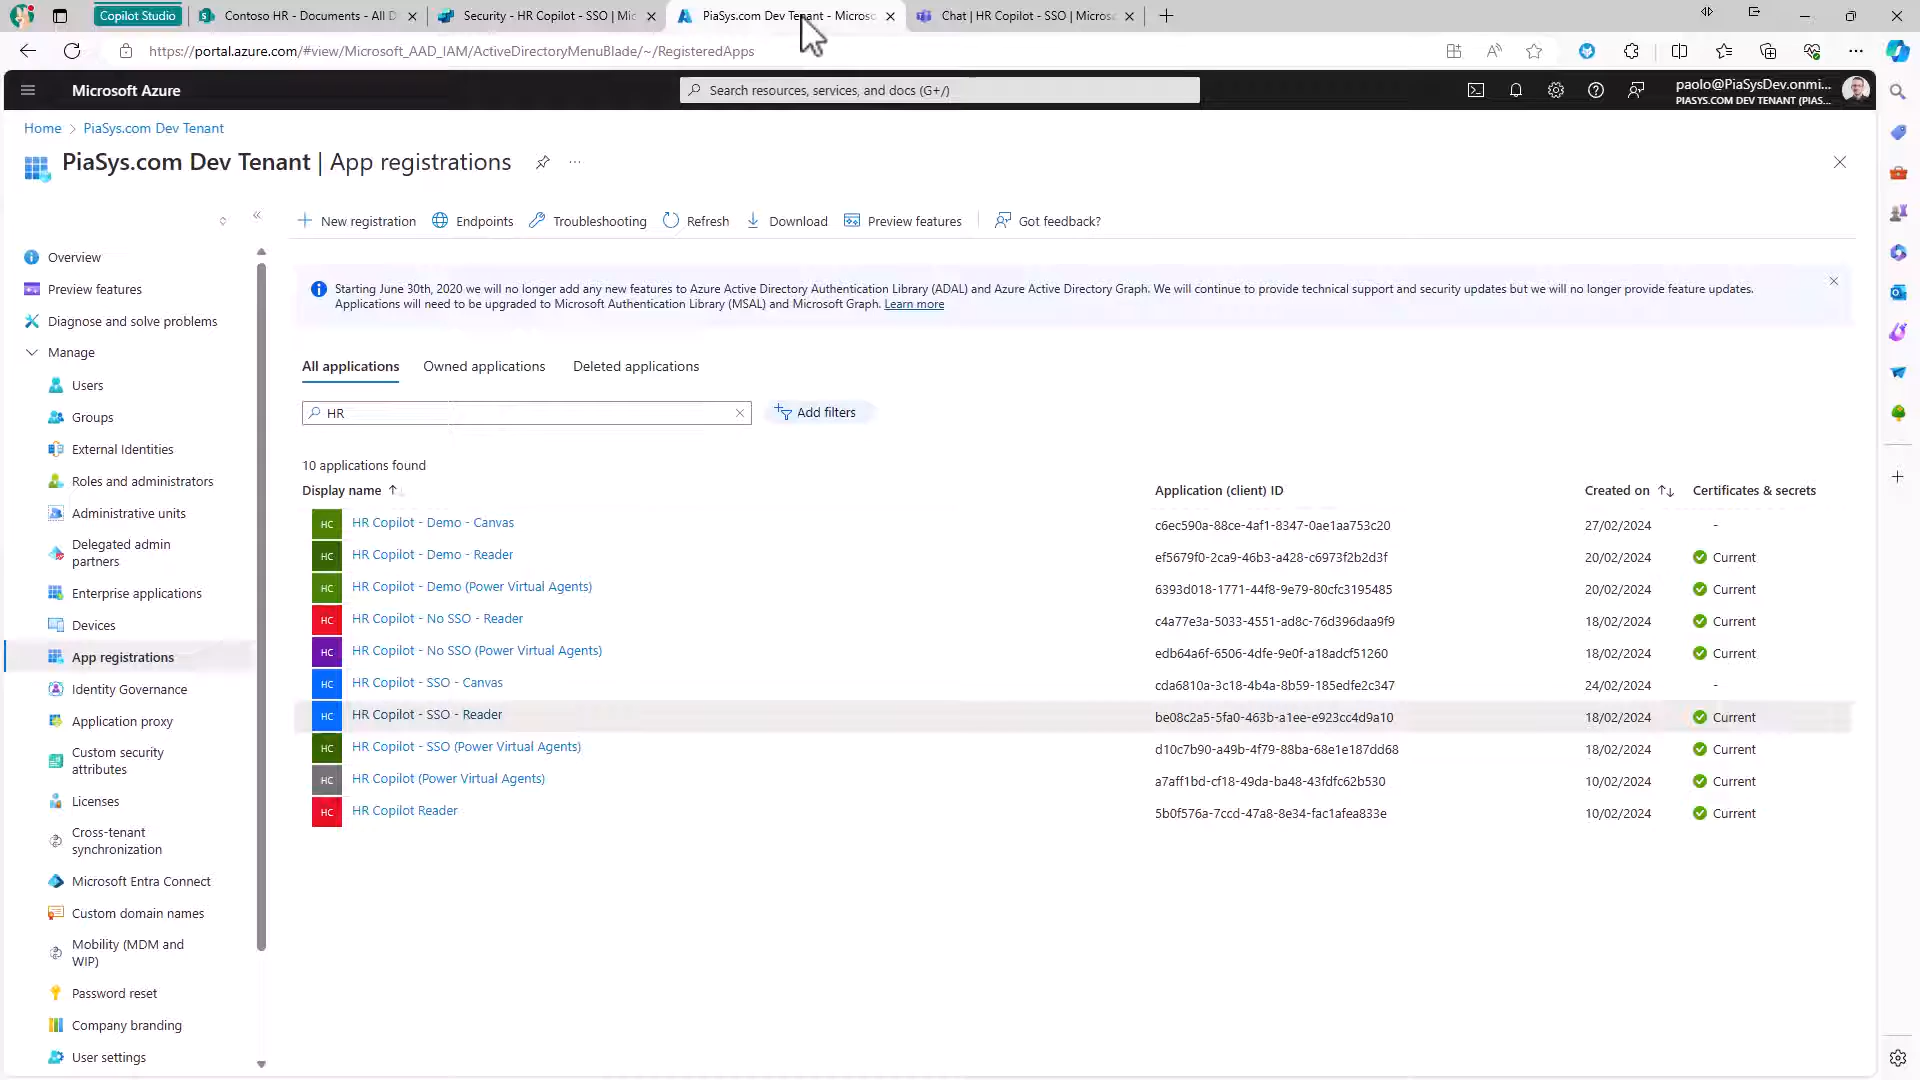 Copilot Studio
Contoso HR - Documents - All D
Security - HR Copilot - SSO | Mic
PiaSys.com Dev Tenant - Micros
Chat | HR Copilot - SSO | Micros
https://portal.azure.com/#view/Microsoft_AAD_IAM/ActiveDirectoryMenuBlade/~/RegisteredApps
Microsoft Azure
Search resources, services, and docs (G+/)
paolo@PiaSysDev.onmi...
PIASYS.COM DEV TENANT (PIAS...
Home > PiaSys.com Dev Tenant
PiaSys.com Dev Tenant | App registrations
New registration
Endpoints
Troubleshooting
Refresh
Download
Preview features
Got feedback?
Overview
Preview features
Diagnose and solve problems
Manage
Users
Groups
External Identities
Roles and administrators
Administrative units
Delegated admin
partners
Enterprise applications
Devices
App registrations
Identity Governance
Application proxy
Custom security
attributes
Licenses
Cross-tenant
synchronization
Microsoft Entra Connect
Custom domain names
Mobility (MDM and
WIP)
Password reset
Company branding
User settings
Starting June 30th, 2020 we will no longer add any new features to Azure Active Directory Authentication Library (ADAL) and Azure Active Directory Graph. We will continue to provide technical support and security updates but we will no longer provide feature updates.
Applications will need to be upgraded to Microsoft Authentication Library (MSAL) and Microsoft Graph. Learn more
All applications
Owned applications
Deleted applications
HR
Add filters
10 applications found
Display name
Application (client) ID
Created on
Certificates & secrets
HC HR Copilot - Demo - Canvas c6ec590a-88ce-4af1-8347-0ae1aa753c20 27/02/2024 -
HC HR Copilot - Demo - Reader ef5679f0-2ca9-46b3-a428-c6973f2b2d3f 20/02/2024 Current
HC HR Copilot - Demo (Power Virtual Agents) 6393d018-1771-44f8-9e79-80cfc3195485 20/02/2024 Current
HC HR Copilot - No SSO - Reader c4a77e3a-5033-4551-ad8c-76d396daa9f9 18/02/2024 Current
HC HR Copilot - No SSO (Power Virtual Agents) edb64a6f-6506-4dfe-9e0f-a18adcf51260 18/02/2024 Current
HC HR Copilot - SSO - Canvas cda6810a-3c18-4b4a-8b59-185edfe2c347 24/02/2024 -
HC HR Copilot - SSO - Reader be08c2a5-5fa0-463b-a1ee-e923cc4d9a10 18/02/2024 Current
HC HR Copilot - SSO (Power Virtual Agents) d10c7b90-a49b-4f79-88ba-68e1e187dd68 18/02/2024 Current
HC HR Copilot (Power Virtual Agents) a7aff1bd-cf18-49da-ba48-43fdfc62b530 10/02/2024 Current
HC HR Copilot Reader 5b0f576a-7ccd-47a8-8e34-fac1afea833e 10/02/2024 Current